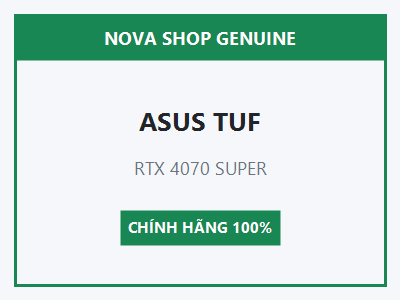 NOVA SHOP GENUINE
ASUS TUF
RTX 4070 SUPER
CHÍNH HÃNG 100%